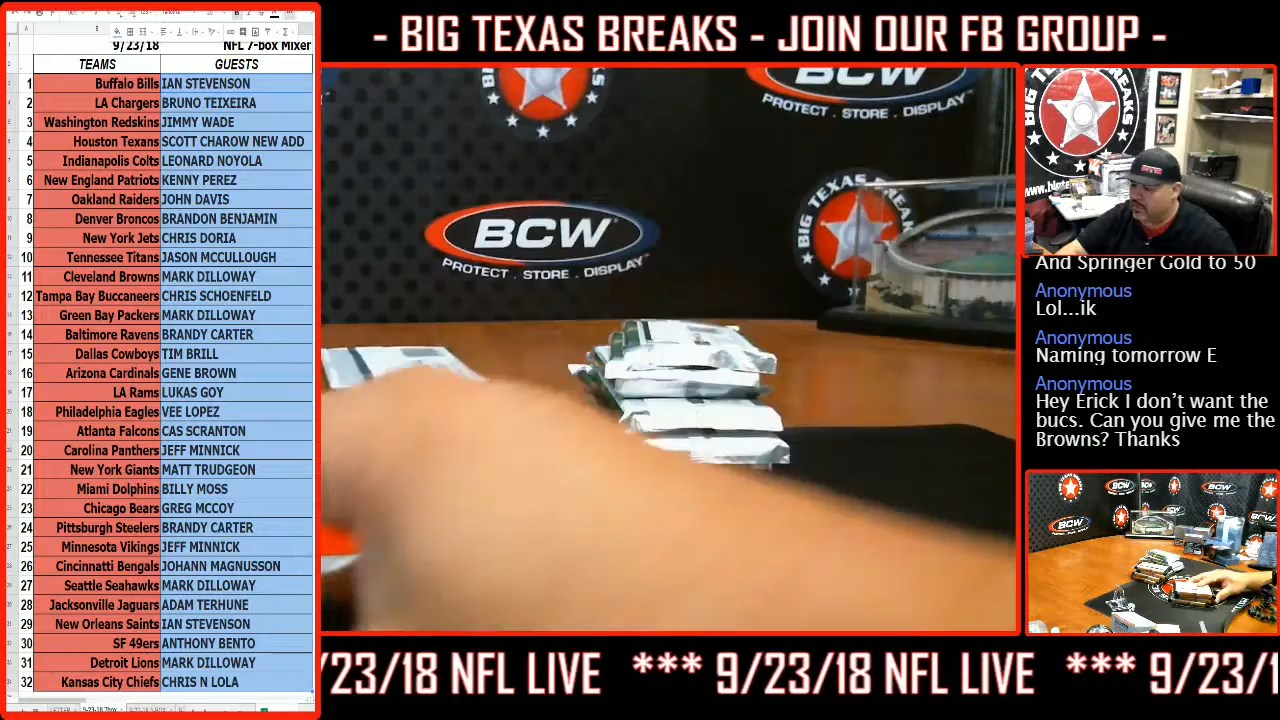 - BIG TEXAS BREAKS - JOIN OUR FB GROUP -
9/23/18 NFL 7-box Mixer
TEAMS GUESTS
1 Buffalo Bills IAN STEVENSON
2 LA Chargers BRUNO TEIXEIRA
3 Washington Redskins JIMMY WADE
4 Houston Texans SCOTT CHAROW NEW ADD
5 Indianapolis Colts LEONARD NOYOLA
6 New England Patriots KENNY PEREZ
7 Oakland Raiders JOHN DAVIS
8 Denver Broncos BRANDON BENJAMIN
9 New York Jets CHRIS DORIA
10 Tennessee Titans JASON MCCULLOUGH
11 Cleveland Browns MARK DILLOWAY
12 Tampa Bay Buccaneers CHRIS SCHOENFELD
13 Green Bay Packers MARK DILLOWAY
14 Baltimore Ravens BRANDY CARTER
15 Dallas Cowboys TIM BRILL
16 Arizona Cardinals GENE BROWN
17 LA Rams LUKAS GOY
18 Philadelphia Eagles VEE LOPEZ
19 Atlanta Falcons CAS SCRANTON
20 Carolina Panthers JEFF MINNICK
21 New York Giants MATT TRUDGEON
22 Miami Dolphins BILLY MOSS
23 Chicago Bears GREG MCCOY
24 Pittsburgh Steelers BRANDY CARTER
25 Minnesota Vikings JEFF MINNICK
26 Cincinnatti Bengals JOHANN MAGNUSSON
27 Seattle Seahawks MARK DILLOWAY
28 Jacksonville Jaguars ADAM TERHUNE
29 New Orleans Saints IAN STEVENSON
30 SF 49ers ANTHONY BENTO
31 Detroit Lions MARK DILLOWAY
32 Kansas City Chiefs CHRIS N LOLA
BCW
PROTECT . STORE . DISPLAY
BCW
PROTECT . STORE . DISPLAY
BIG TEXAS BREAKS
And Springer Gold to 50
Anonymous
Lol...ik
Anonymous
Naming tomorrow E
Anonymous
Hey Erick I don't want the
bucs. Can you give me the
Browns? Thanks
/23/18 NFL LIVE *** 9/23/18 NFL LIVE *** 9/23/1